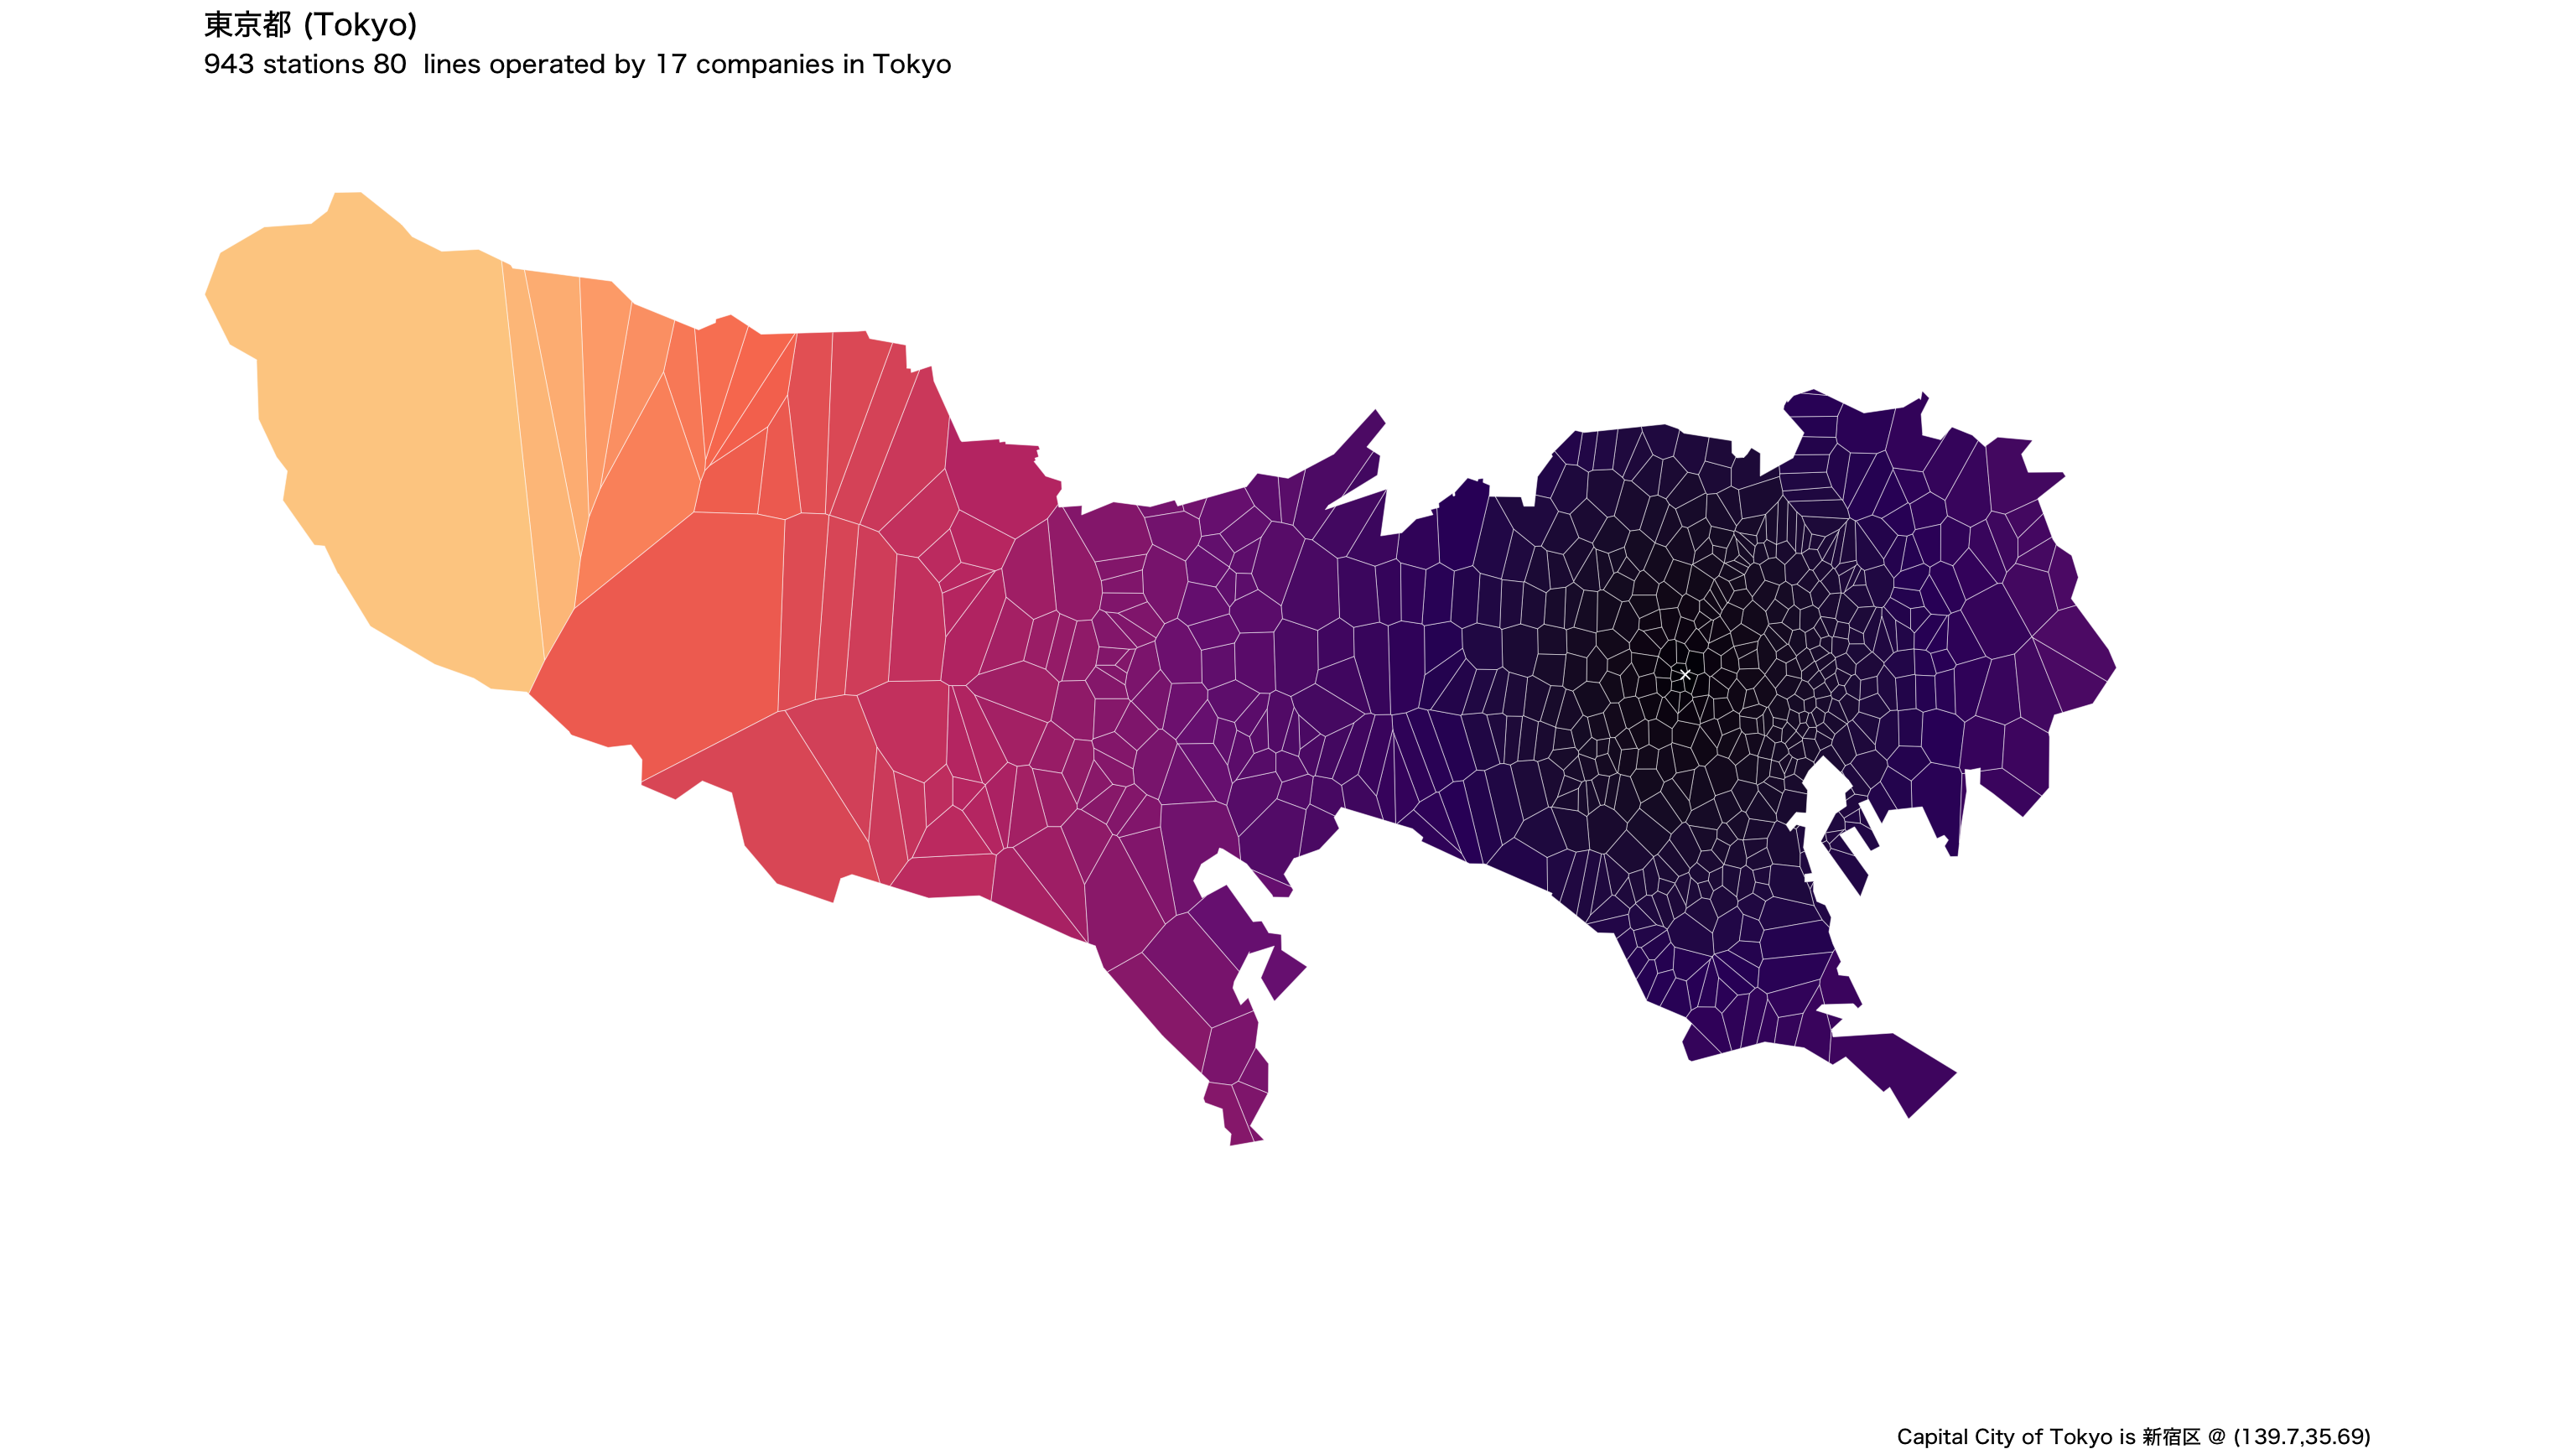 東京都 (Tokyo)
943 stations 80  lines operated by 17 companies in Tokyo
Capital City of Tokyo is 新宿区 @ (139.7,35.69)